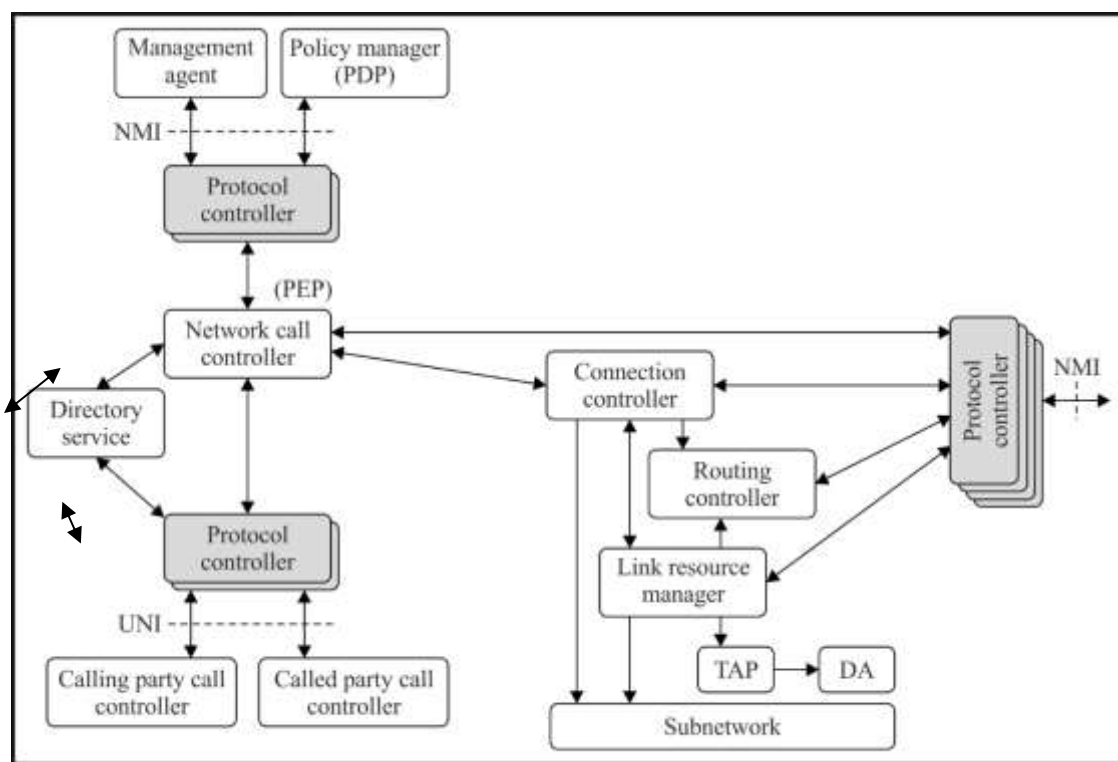 Management
agent
Policy manager
(PDP)
NMI
Protocol
controller
(PEP)
Network call
controller
Directory
service
Connection
controller
Protocol
controller
NMI
Routing
controller
Protocol
controller
Link resource
manager
UNI
TAP
DA
Calling party call
controller
Called party call
controller
Subnetwork